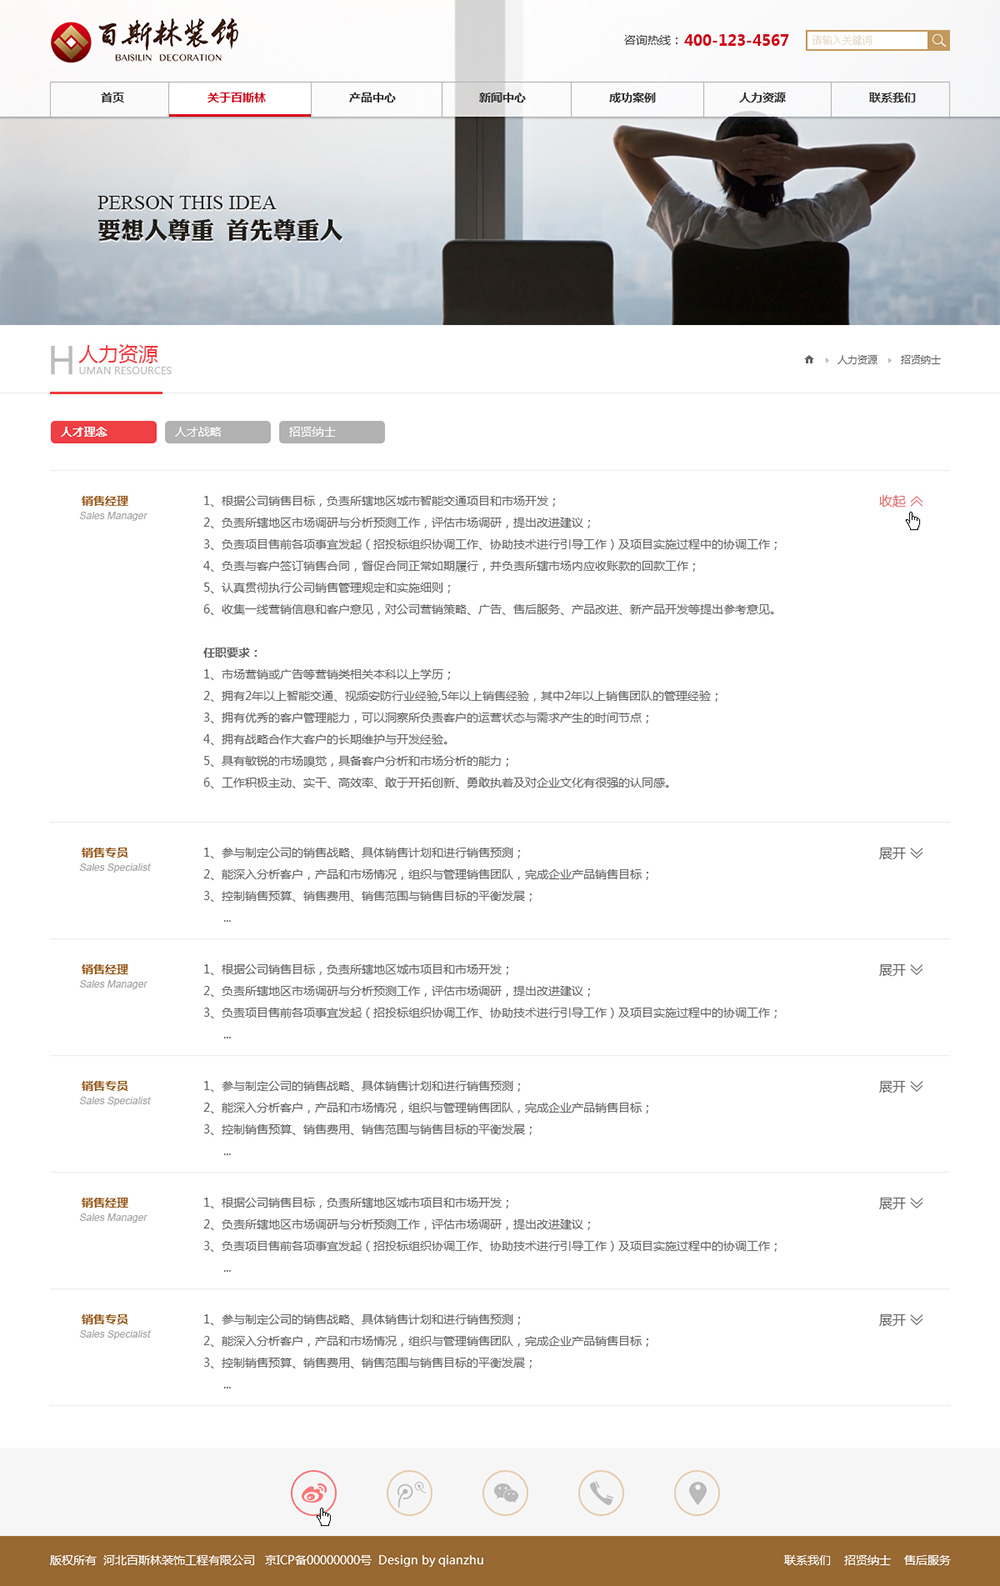 百斯林装饰
BAISILIN DECORATION
咨询热线：400-123-4567
请输入关键词
首页 关于百斯林 产品中心 新闻中心 成功案例 人力资源 联系我们
PERSON THIS IDEA
要想人尊重 首先尊重人
H 人力资源
UMAN RESOURCES
人力资源 招贤纳士
人才理念 人才战略 招贤纳士
销售经理
Sales Manager
1、根据公司销售目标，负责所辖地区城市智能交通项目和市场开发；
收起
2、负责所辖地区市场调研与分析预测工作，评估市场调研，提出改进建议；
3、负责项目售前各项事宜发起（招投标组织协调工作、协助技术进行引导工作）及项目实施过程中的协调工作；
4、负责与客户签订销售合同，督促合同正常如期履行，并负责所辖市场内应收账款的回款工作；
5、认真贯彻执行公司销售管理规定和实施细则；
6、收集一线营销信息和客户意见，对公司营销策略、广告、售后服务、产品改进、新产品开发等提出参考意见。
任职要求：
1、市场营销或广告等营销类相关本科以上学历；
2、拥有2年以上智能交通、视频安防行业经验,5年以上销售经验，其中2年以上销售团队的管理经验；
3、拥有优秀的客户管理能力，可以洞察所负责客户的运营状态与需求产生的时间节点；
4、拥有战略合作大客户的长期维护与开发经验。
5、具有敏锐的市场嗅觉，具备客户分析和市场分析的能力；
6、工作积极主动、实干、高效率、敢于开拓创新、勇敢执着及对企业文化有很强的认同感。
销售专员
Sales Specialist
1、参与制定公司的销售战略、具体销售计划和进行销售预测；
展开
2、能深入分析客户，产品和市场情况，组织与管理销售团队，完成企业产品销售目标；
3、控制销售预算、销售费用、销售范围与销售目标的平衡发展；
...
销售经理
Sales Manager
1、根据公司销售目标，负责所辖地区城市项目和市场开发；
展开
2、负责所辖地区市场调研与分析预测工作，评估市场调研，提出改进建议；
3、负责项目售前各项事宜发起（招投标组织协调工作、协助技术进行引导工作）及项目实施过程中的协调工作；
...
销售专员
Sales Specialist
1、参与制定公司的销售战略、具体销售计划和进行销售预测；
展开
2、能深入分析客户，产品和市场情况，组织与管理销售团队，完成企业产品销售目标；
3、控制销售预算、销售费用、销售范围与销售目标的平衡发展；
...
销售经理
Sales Manager
1、根据公司销售目标，负责所辖地区城市项目和市场开发；
展开
2、负责所辖地区市场调研与分析预测工作，评估市场调研，提出改进建议；
3、负责项目售前各项事宜发起（招投标组织协调工作、协助技术进行引导工作）及项目实施过程中的协调工作；
...
销售专员
Sales Specialist
1、参与制定公司的销售战略、具体销售计划和进行销售预测；
展开
2、能深入分析客户，产品和市场情况，组织与管理销售团队，完成企业产品销售目标；
3、控制销售预算、销售费用、销售范围与销售目标的平衡发展；
...
版权所有 河北百斯林装饰工程有限公司 京ICP备00000000号 Design by qianzhu
联系我们 招贤纳士 售后服务